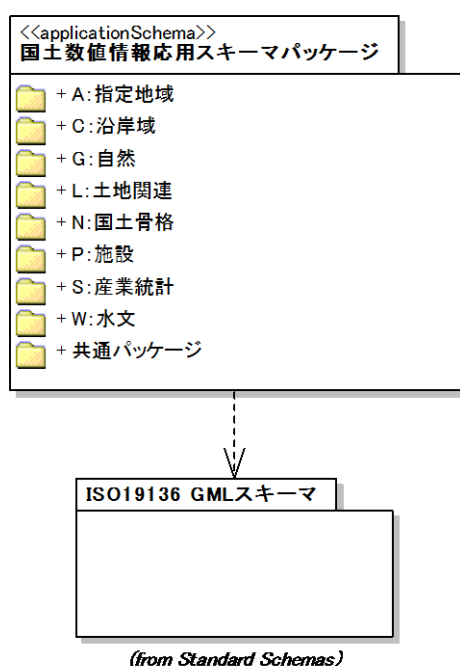 <<applicationSchema>>
国土数値情報応用スキーマパッケージ
+ A:指定地域
+ C:沿岸域
+ G:自然
+ L:土地関連
+ N:国土骨格
+ P:施設
+ S:産業統計
+ W:水文
+ 共通パッケージ
ISO19136 GMLスキーマ
(from Standard Schemas)